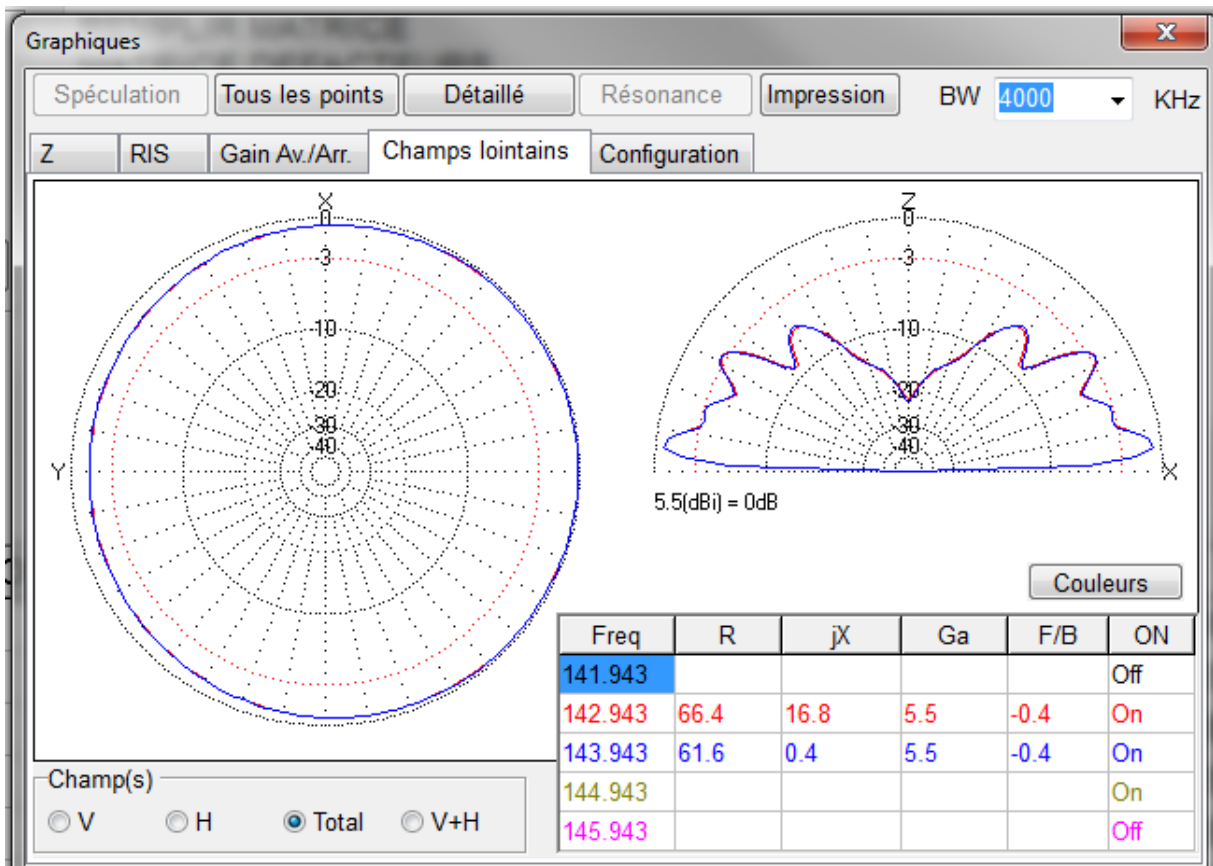 Graphiques
Spéculation Tous les points Détaillé Résonance Impression BW 4000 KHz
Z RIS Gain Av./Arr. Champs lointains Configuration
X
0
-3
-10
-20
-30
-40
Y
Z
0
-3
-10
-20
-30
-40
X
5.5(dBi) = 0dB
Couleurs
Freq R jX Ga F/B ON
141.943 Off
142.943 66.4 16.8 5.5 -0.4 On
143.943 61.6 0.4 5.5 -0.4 On
144.943 On
145.943 Off
Champ(s)
V H Total V+H